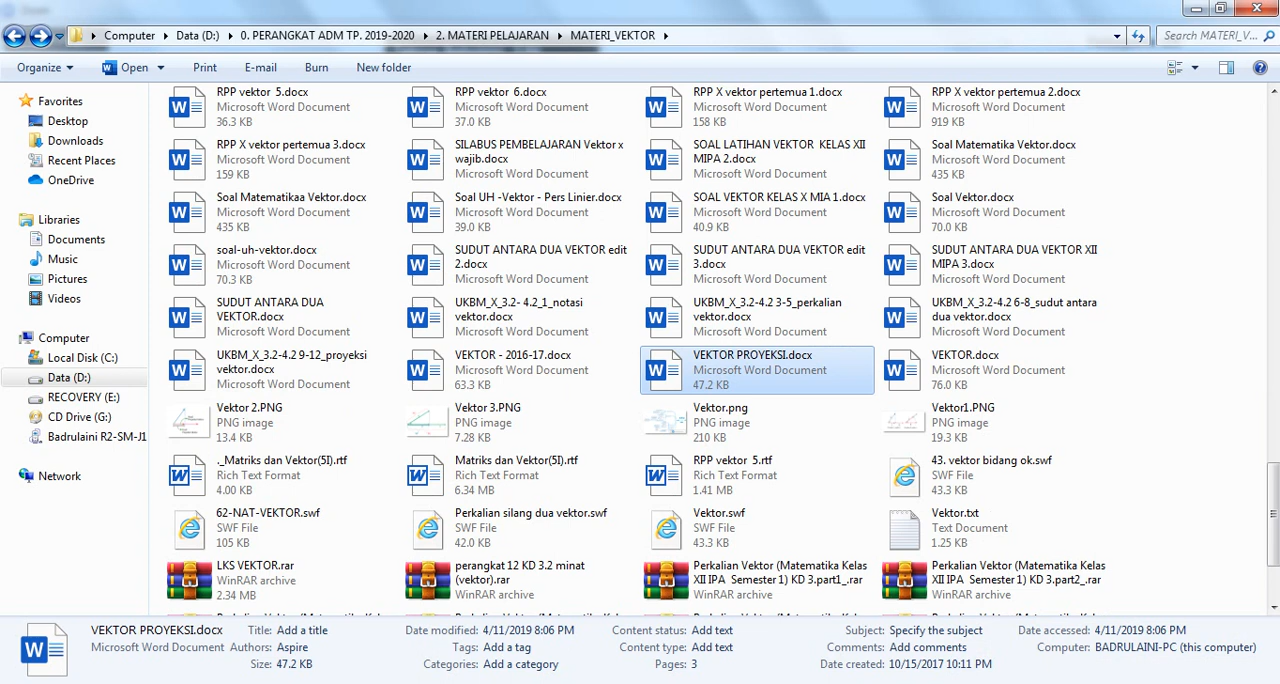 Computer
Data (D:)
0. PERANGKAT ADM TP. 2019-2020
2. MATERI PELAJARAN
MATERI_VEKTOR
Search MATERI_V...
Organize
Open
Print
E-mail
Burn
New folder
Favorites
Desktop
Downloads
Recent Places
OneDrive
Libraries
Documents
Music
Pictures
Videos
Computer
Local Disk (C:)
Data (D:)
RECOVERY (E:)
CD Drive (G:)
Badrulaini R2-SM-J1
Network
RPP vektor 5.docx
Microsoft Word Document
36.3 KB
RPP vektor 6.docx
Microsoft Word Document
37.0 KB
RPP X vektor pertemua 1.docx
Microsoft Word Document
158 KB
RPP X vektor pertemua 2.docx
Microsoft Word Document
919 KB
RPP X vektor pertemua 3.docx
Microsoft Word Document
159 KB
SILABUS PEMBELAJARAN Vektor x
wajib.docx
Microsoft Word Document
SOAL LATIHAN VEKTOR KELAS XII
MIPA 2.docx
Microsoft Word Document
Soal Matematika Vektor.docx
Microsoft Word Document
435 KB
Soal Matematikaa Vektor.docx
Microsoft Word Document
435 KB
Soal UH -Vektor - Pers Linier.docx
Microsoft Word Document
39.0 KB
SOAL VEKTOR KELAS X MIA 1.docx
Microsoft Word Document
40.9 KB
Soal Vektor.docx
Microsoft Word Document
70.0 KB
soal-uh-vektor.docx
Microsoft Word Document
70.3 KB
SUDUT ANTARA DUA VEKTOR edit
2.docx
Microsoft Word Document
SUDUT ANTARA DUA VEKTOR edit
3.docx
Microsoft Word Document
SUDUT ANTARA DUA VEKTOR XII
MIPA 3.docx
Microsoft Word Document
SUDUT ANTARA DUA
VEKTOR.docx
Microsoft Word Document
UKBM_X_3.2- 4.2_1_notasi
vektor.docx
Microsoft Word Document
UKBM_X_3.2-4.2 3-5_perkalian
vektor.docx
Microsoft Word Document
UKBM_X_3.2-4.2 6-8_sudut antara
dua vektor.docx
Microsoft Word Document
UKBM_X_3.2-4.2 9-12_proyeksi
vektor.docx
Microsoft Word Document
VEKTOR - 2016-17.docx
Microsoft Word Document
63.3 KB
VEKTOR PROYEKSI.docx
Microsoft Word Document
47.2 KB
VEKTOR.docx
Microsoft Word Document
76.0 KB
Vektor 2.PNG
PNG image
13.4 KB
Vektor 3.PNG
PNG image
7.28 KB
Vektor.png
PNG image
210 KB
Vektor1.PNG
PNG image
19.3 KB
._Matriks dan Vektor(5I).rtf
Rich Text Format
4.00 KB
Matriks dan Vektor(5I).rtf
Rich Text Format
6.34 MB
RPP vektor 5.rtf
Rich Text Format
1.41 MB
43. vektor bidang ok.swf
SWF File
43.3 KB
62-NAT-VEKTOR.swf
SWF File
105 KB
Perkalian silang dua vektor.swf
SWF File
42.0 KB
Vektor.swf
SWF File
43.3 KB
Vektor.txt
Text Document
1.25 KB
LKS VEKTOR.rar
WinRAR archive
2.34 MB
perangkat 12 KD 3.2 minat
(vektor).rar
WinRAR archive
Perkalian Vektor (Matematika Kelas
XII IPA Semester 1) KD 3.part1_.rar
WinRAR archive
Perkalian Vektor (Matematika Kelas
XII IPA Semester 1) KD 3.part2_.rar
WinRAR archive
VEKTOR PROYEKSI.docx
Microsoft Word Document
Title: Add a title
Authors: Aspire
Size: 47.2 KB
Date modified: 4/11/2019 8:06 PM
Tags: Add a tag
Categories: Add a category
Content status: Add text
Content type: Add text
Pages: 3
Subject: Specify the subject
Comments: Add comments
Date created: 10/15/2017 10:11 PM
Date accessed: 4/11/2019 8:06 PM
Computer: BADRULAINI-PC (this computer)